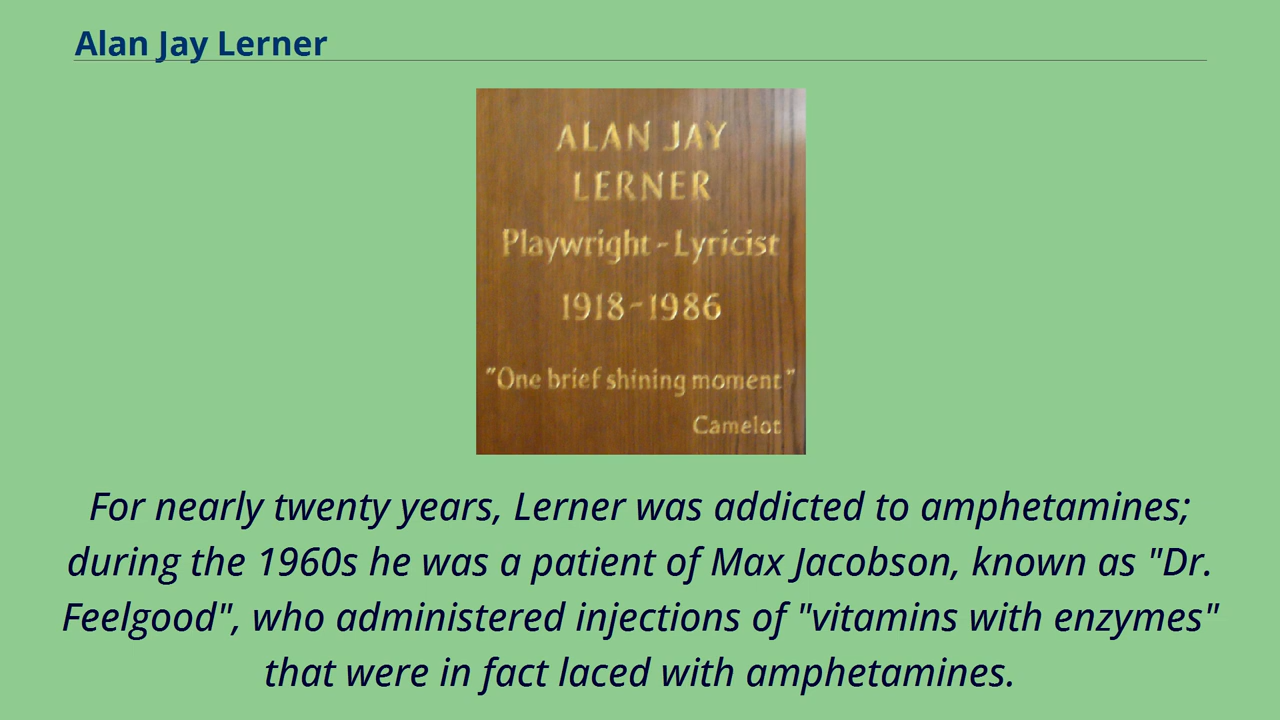 Alan Jay Lerner
ALAN JAY
LERNER
Playwright - Lyricist
1918-1986
"One brief shining moment"
Camelot
For nearly twenty years, Lerner was addicted to amphetamines;
during the 1960s he was a patient of Max Jacobson, known as "Dr.
Feelgood", who administered injections of "vitamins with enzymes"
that were in fact laced with amphetamines.